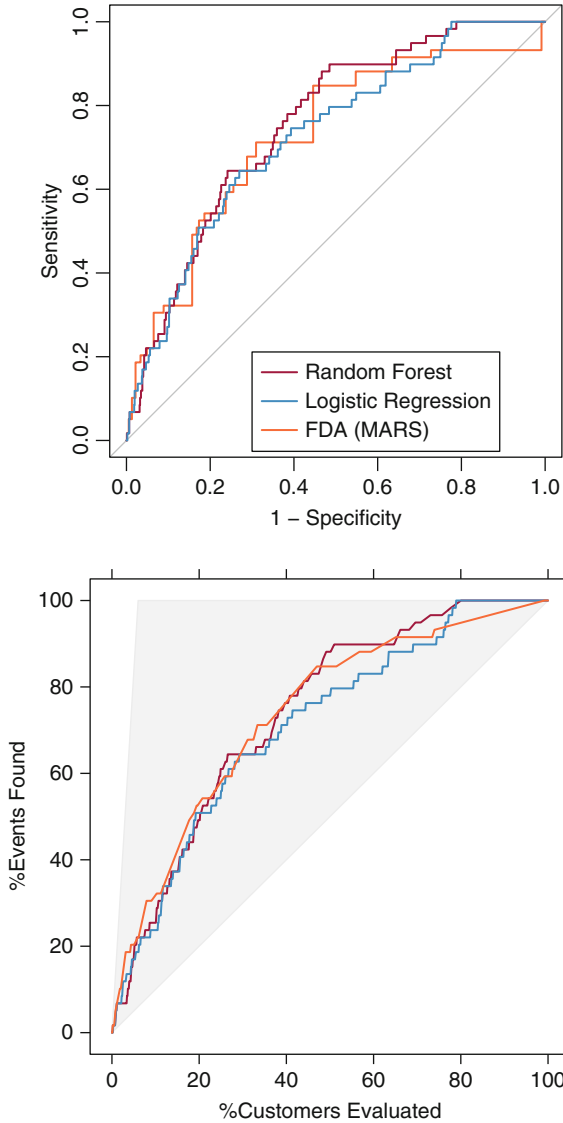 1.0
0.8
0.6
0.4
0.2
0.0
Sensitivity
Random Forest
Logistic Regression
FDA (MARS)
0.0 0.2 0.4 0.6 0.8 1.0
1 − Specificity
100
80
60
40
20
0
%Events Found
0 20 40 60 80 100
%Customers Evaluated